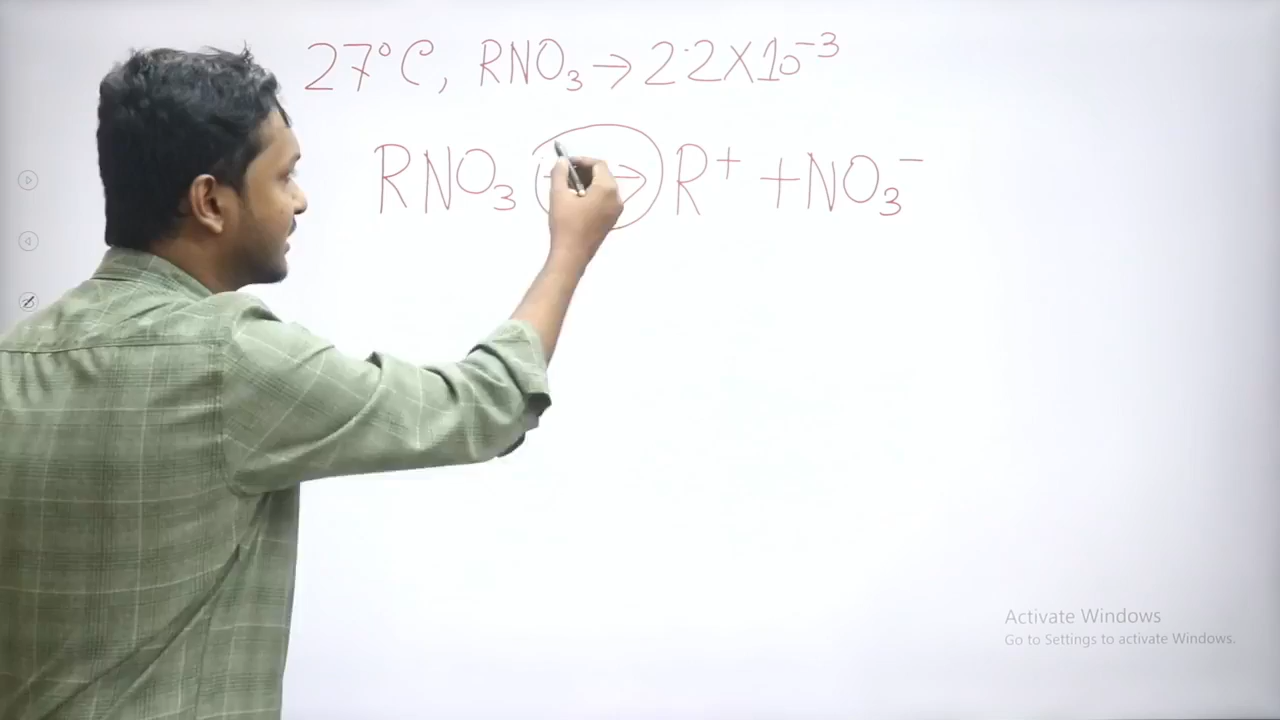 27°C, RNO₃→2.2×10⁻³
RNO₃ → R⁺ + NO₃⁻
Activate Windows
Go to Settings to activate Windows.